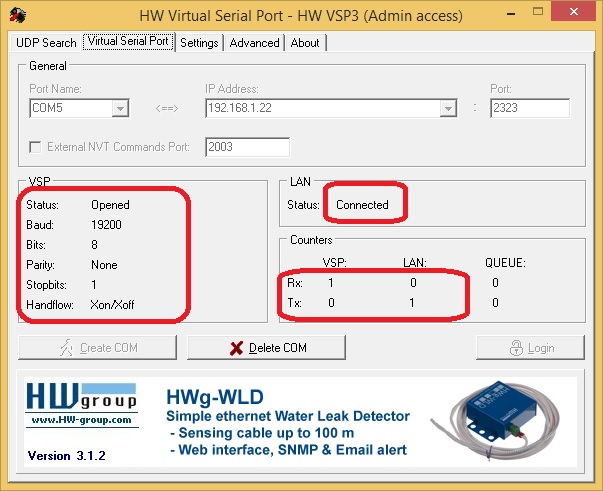 HW Virtual Serial Port - HW VSP3 (Admin access)
UDP Search Virtual Serial Port Settings Advanced About
General
Port Name: IP Address: Port:
COM5 <==> 192.168.1.22 : 2323
External NVT Commands Port: 2003
VSP
Status: Opened
Baud: 19200
Bits: 8
Parity: None
Stopbits: 1
Handflow: Xon/Xoff
LAN
Status: Connected
Counters
VSP: LAN: QUEUE:
Rx: 1 0 0
Tx: 0 1 0
Create COM Delete COM Login
HW group
www.HW-group.com
Version 3.1.2
HWg-WLD
Simple ethernet Water Leak Detector
- Sensing cable up to 100 m
- Web interface, SNMP & Email alert